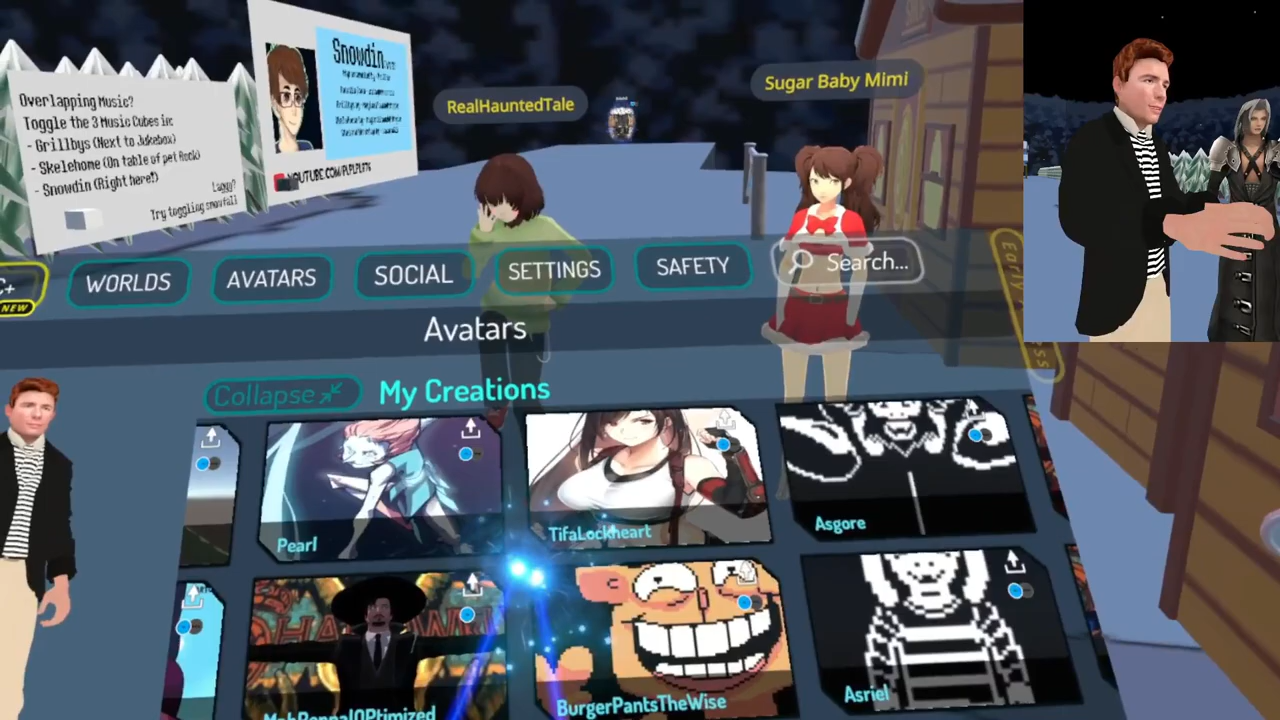 Overlapping Music?
Toggle the 3 Music Cubes in:
- Grillbys (Next to Jukebox)
- Skelehome (On table of pet Rock)
- Snowdin (Right here!)
Laggy?
Try toggling snowfall
Snowdin
RealHauntedTale
Sugar Baby Mimi
C+
NEW
WORLDS
AVATARS
SOCIAL
SETTINGS
SAFETY
Search...
Early
Avatars
Collapse
My Creations
Pearl
TifaLockheart
Asgore
BurgerPantsTheWise
Asriel